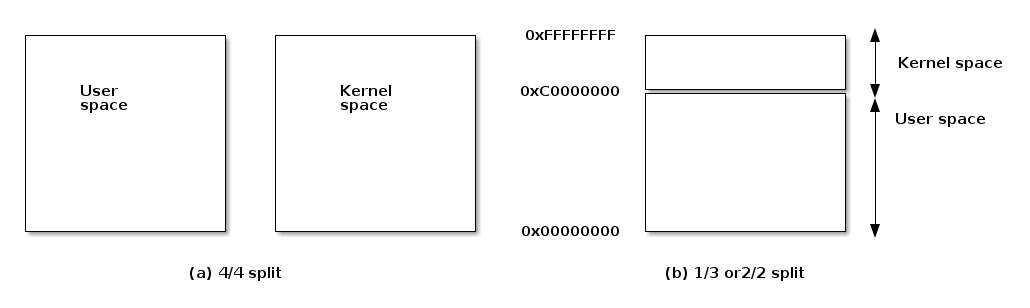 User
space
Kernel
space
(a) 4/4 split
0xFFFFFFFF
Kernel space
0xC0000000
User space
0x00000000
(b) 1/3 or2/2 split